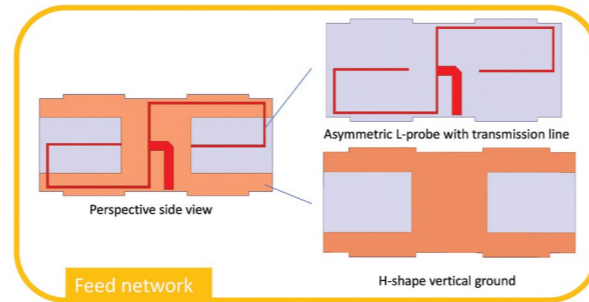 Asymmetric L-probe with transmission line
Perspective side view
H-shape vertical ground
Feed network